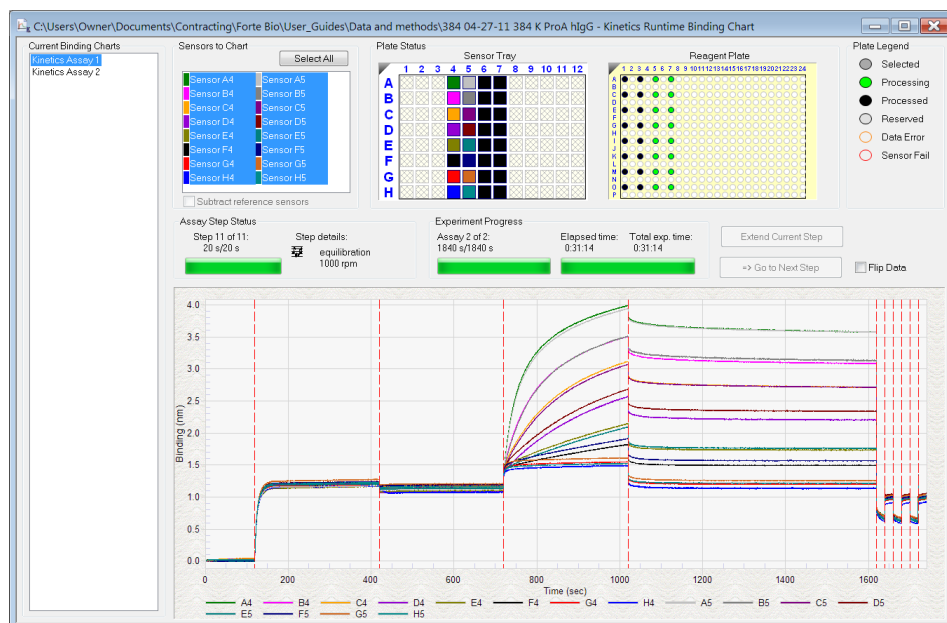 C:\Users\Owner\Documents\Contracting\Forte Bio\User_Guides\Data and methods\384 04-27-11 384 K ProA hIgG - Kinetics Runtime Binding Chart
Current Binding Charts
Kinetics Assay 1
Kinetics Assay 2
Sensors to Chart
Select All
Sensor A4 Sensor A5
Sensor B4 Sensor B5
Sensor C4 Sensor C5
Sensor D4 Sensor D5
Sensor E4 Sensor E5
Sensor F4 Sensor F5
Sensor G4 Sensor G5
Sensor H4 Sensor H5
Subtract reference sensors
Plate Status
Sensor Tray
1 2 3 4 5 6 7 8 9 10 11 12
A
B
C
D
E
F
G
H
Reagent Plate
1 2 3 4 5 6 7 8 9 10 11 12 13 14 15 16 17 18 19 20 21 22 23 24
A
B
C
D
E
F
G
H
I
J
K
L
M
N
O
P
Plate Legend
Selected
Processing
Processed
Reserved
Data Error
Sensor Fail
Assay Step Status
Step 11 of 11:
20 s/20 s
Step details:
equilibration
1000 rpm
Experiment Progress
Assay 2 of 2:
1840 s/1840 s
Elapsed time:
0:31:14
Total exp. time:
0:31:14
Extend Current Step
=> Go to Next Step
Flip Data
Binding (nm)
4.0
3.5
3.0
2.5
2.0
1.5
1.0
0.5
0.0
0 200 400 600 800 1000 1200 1400 1600
Time (sec)
A4 B4 C4 D4 E4 F4 G4 H4 A5 B5 C5 D5
E5 F5 G5 H5